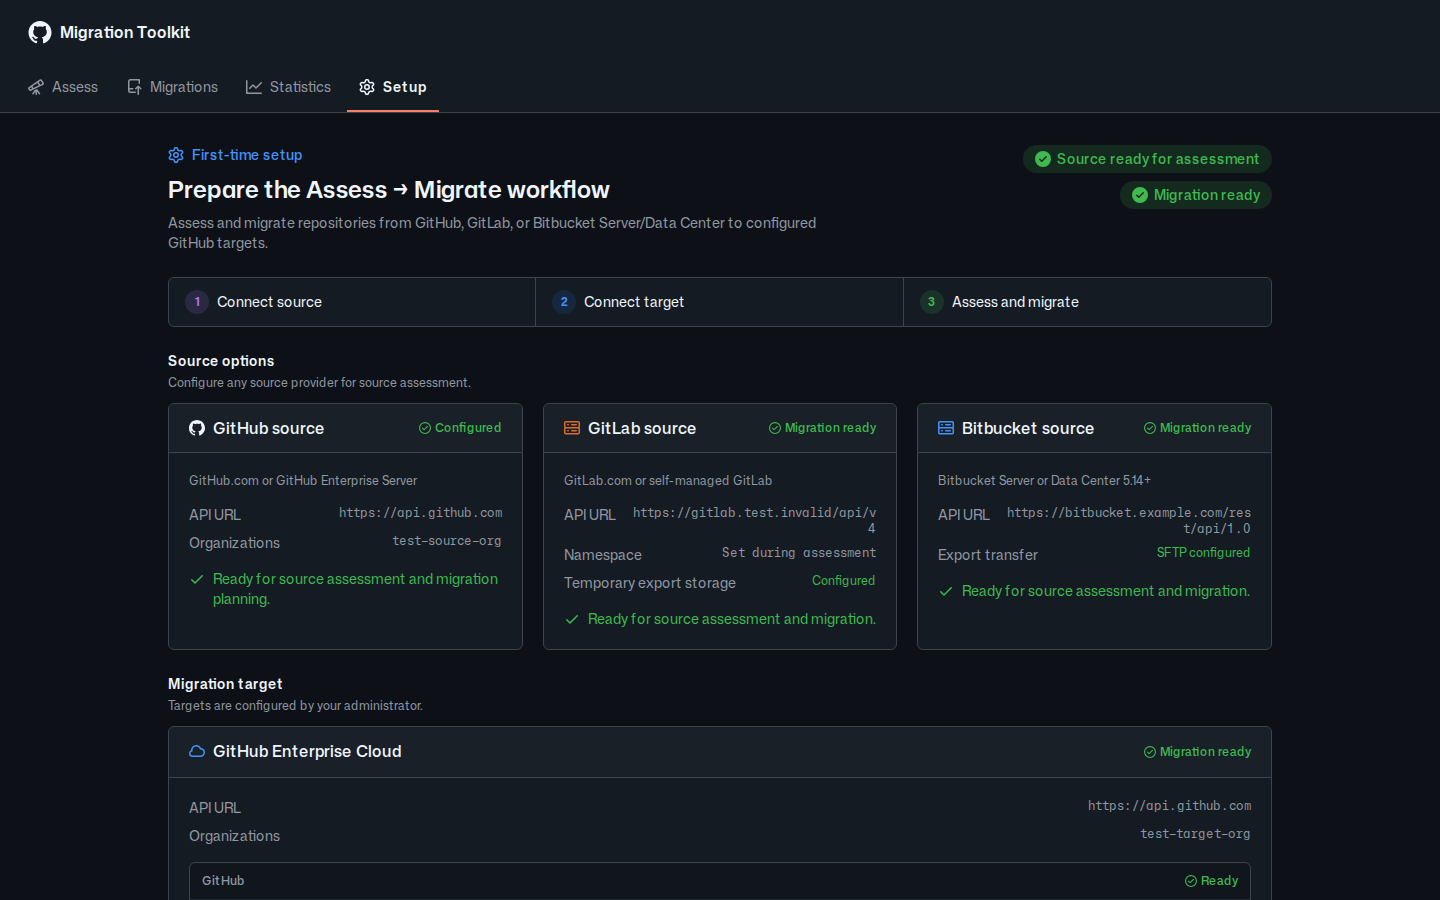 Migration Toolkit
Assess
Migrations
Statistics
Setup
First-time setup
Source ready for assessment
Prepare the Assess → Migrate workflow
Migration ready
Assess and migrate repositories from GitHub, GitLab, or Bitbucket Server/Data Center to configured
GitHub targets.
1 Connect source
2 Connect target
3 Assess and migrate
Source options
Configure any source provider for source assessment.
GitHub source
Configured
GitHub.com or GitHub Enterprise Server
API URL https://api.github.com
Organizations test-source-org
Ready for source assessment and migration
planning.
GitLab source
Migration ready
GitLab.com or self-managed GitLab
API URL https://gitlab.test.invalid/api/v
4
Namespace Set during assessment
Temporary export storage Configured
Ready for source assessment and migration.
Bitbucket source
Migration ready
Bitbucket Server or Data Center 5.14+
API URL https://bitbucket.example.com/res
t/api/1.0
Export transfer SFTP configured
Ready for source assessment and migration.
Migration target
Targets are configured by your administrator.
GitHub Enterprise Cloud
Migration ready
API URL https://api.github.com
Organizations test-target-org
GitHub Ready